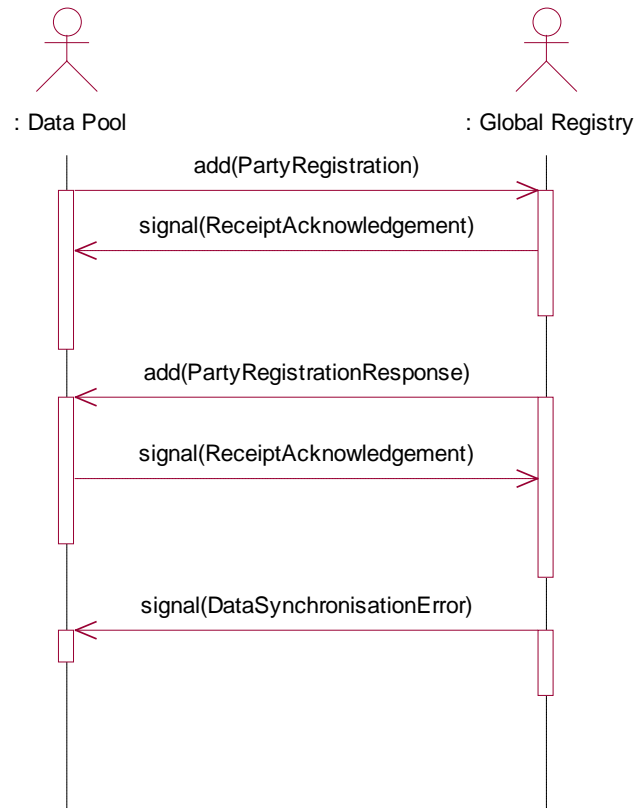 : Data Pool
: Global Registry
add(PartyRegistration)
signal(ReceiptAcknowledgement)
add(PartyRegistrationResponse)
signal(ReceiptAcknowledgement)
signal(DataSynchronisationError)